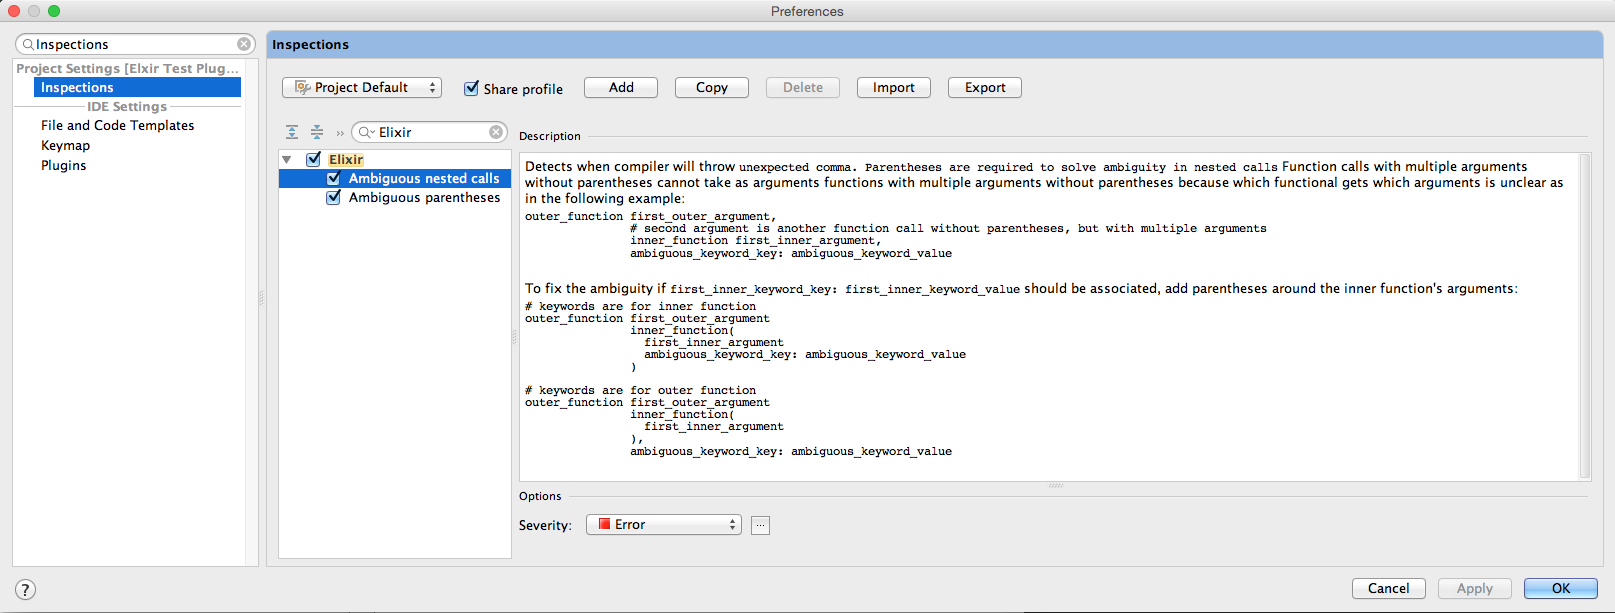 Preferences
Inspections
Project Settings [Elxir Test Plug...
Inspections
IDE Settings
File and Code Templates
Keymap
Plugins
Inspections
Project Default
Share profile
Add
Copy
Delete
Import
Export
Elixir
Elixir
Ambiguous nested calls
Ambiguous parentheses
Description
Detects when compiler will throw unexpected comma. Parentheses are required to solve ambiguity in nested calls Function calls with multiple arguments
without parentheses cannot take as arguments functions with multiple arguments without parentheses because which functional gets which arguments is unclear as
in the following example:
outer_function first_outer_argument,
# second argument is another function call without parentheses, but with multiple arguments
inner_function first_inner_argument,
ambiguous_keyword_key: ambiguous_keyword_value
To fix the ambiguity if first_inner_keyword_key: first_inner_keyword_value should be associated, add parentheses around the inner function's arguments:
# keywords are for inner function
outer_function first_outer_argument
inner_function(
first_inner_argument
ambiguous_keyword_key: ambiguous_keyword_value
)
# keywords are for outer function
outer_function first_outer_argument
inner_function(
first_inner_argument
),
ambiguous_keyword_key: ambiguous_keyword_value
Options
Severity:
Error
...
?
Cancel
Apply
OK